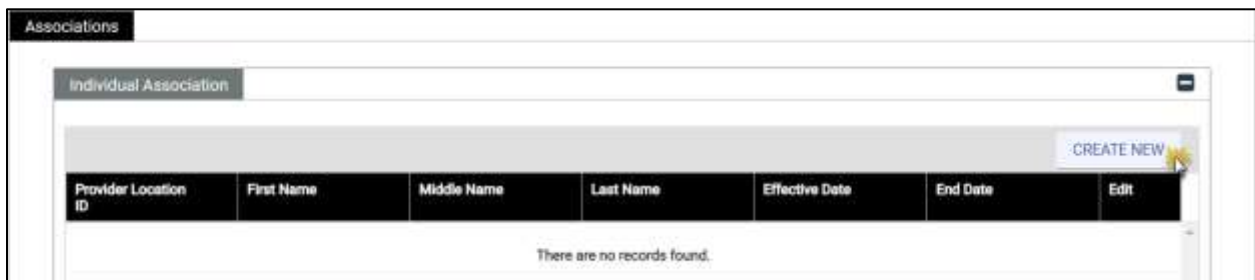 Associations
Individual Association
CREATE NEW
Provider Location First Name Middle Name Last Name Effective Date End Date Edit
ID
There are no records found.